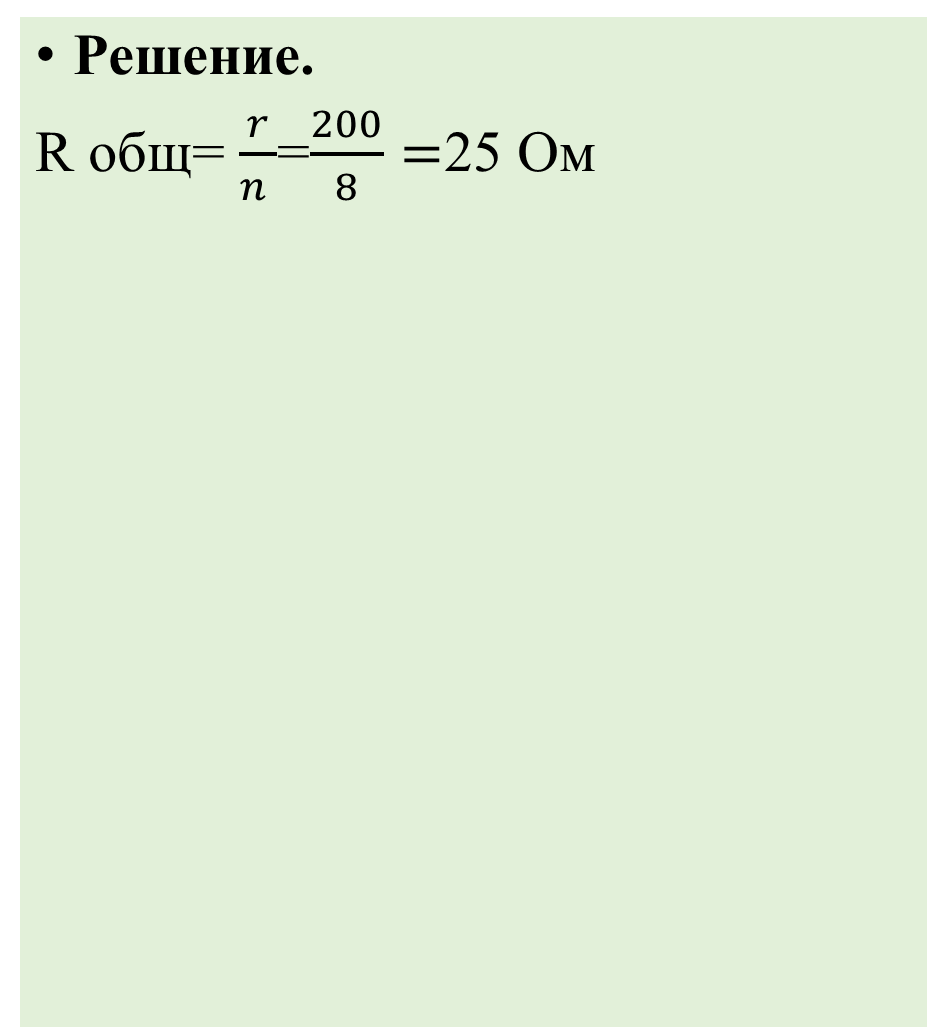 • Решение.
R общ= r/n=200/8 =25 Ом